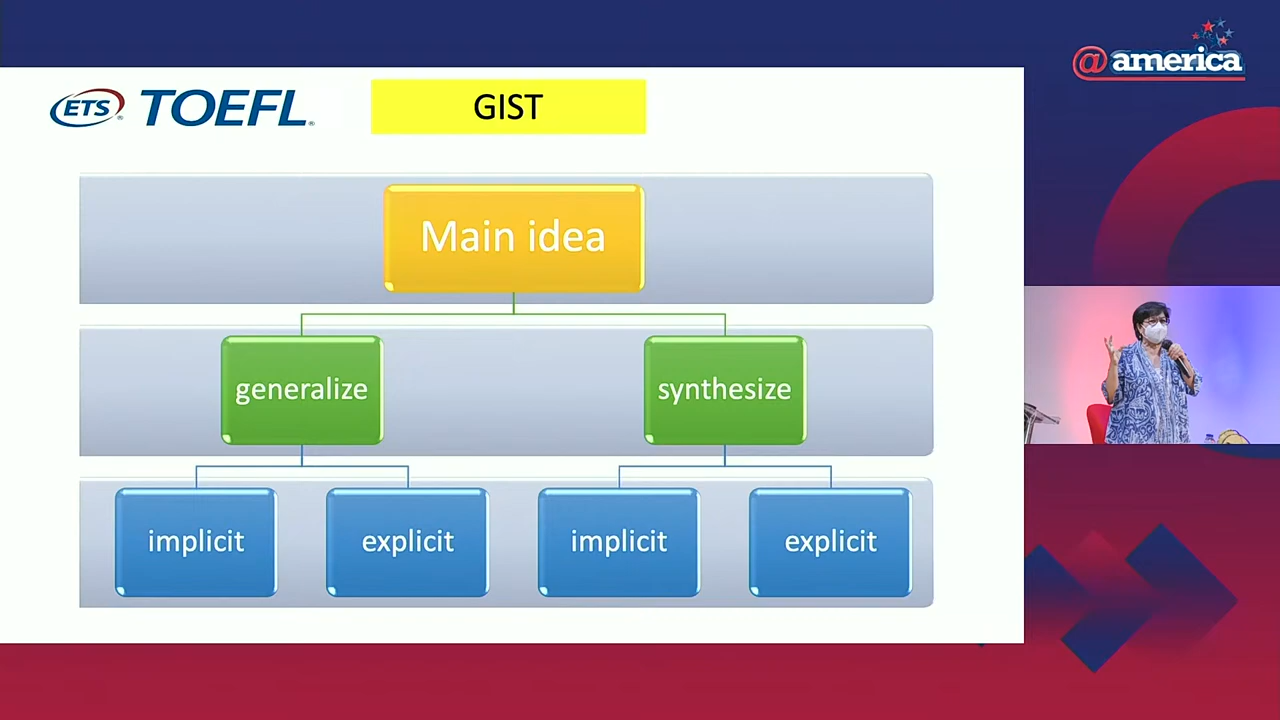 @america
ETS® TOEFL®
GIST
Main idea
generalize
synthesize
implicit
explicit
implicit
explicit